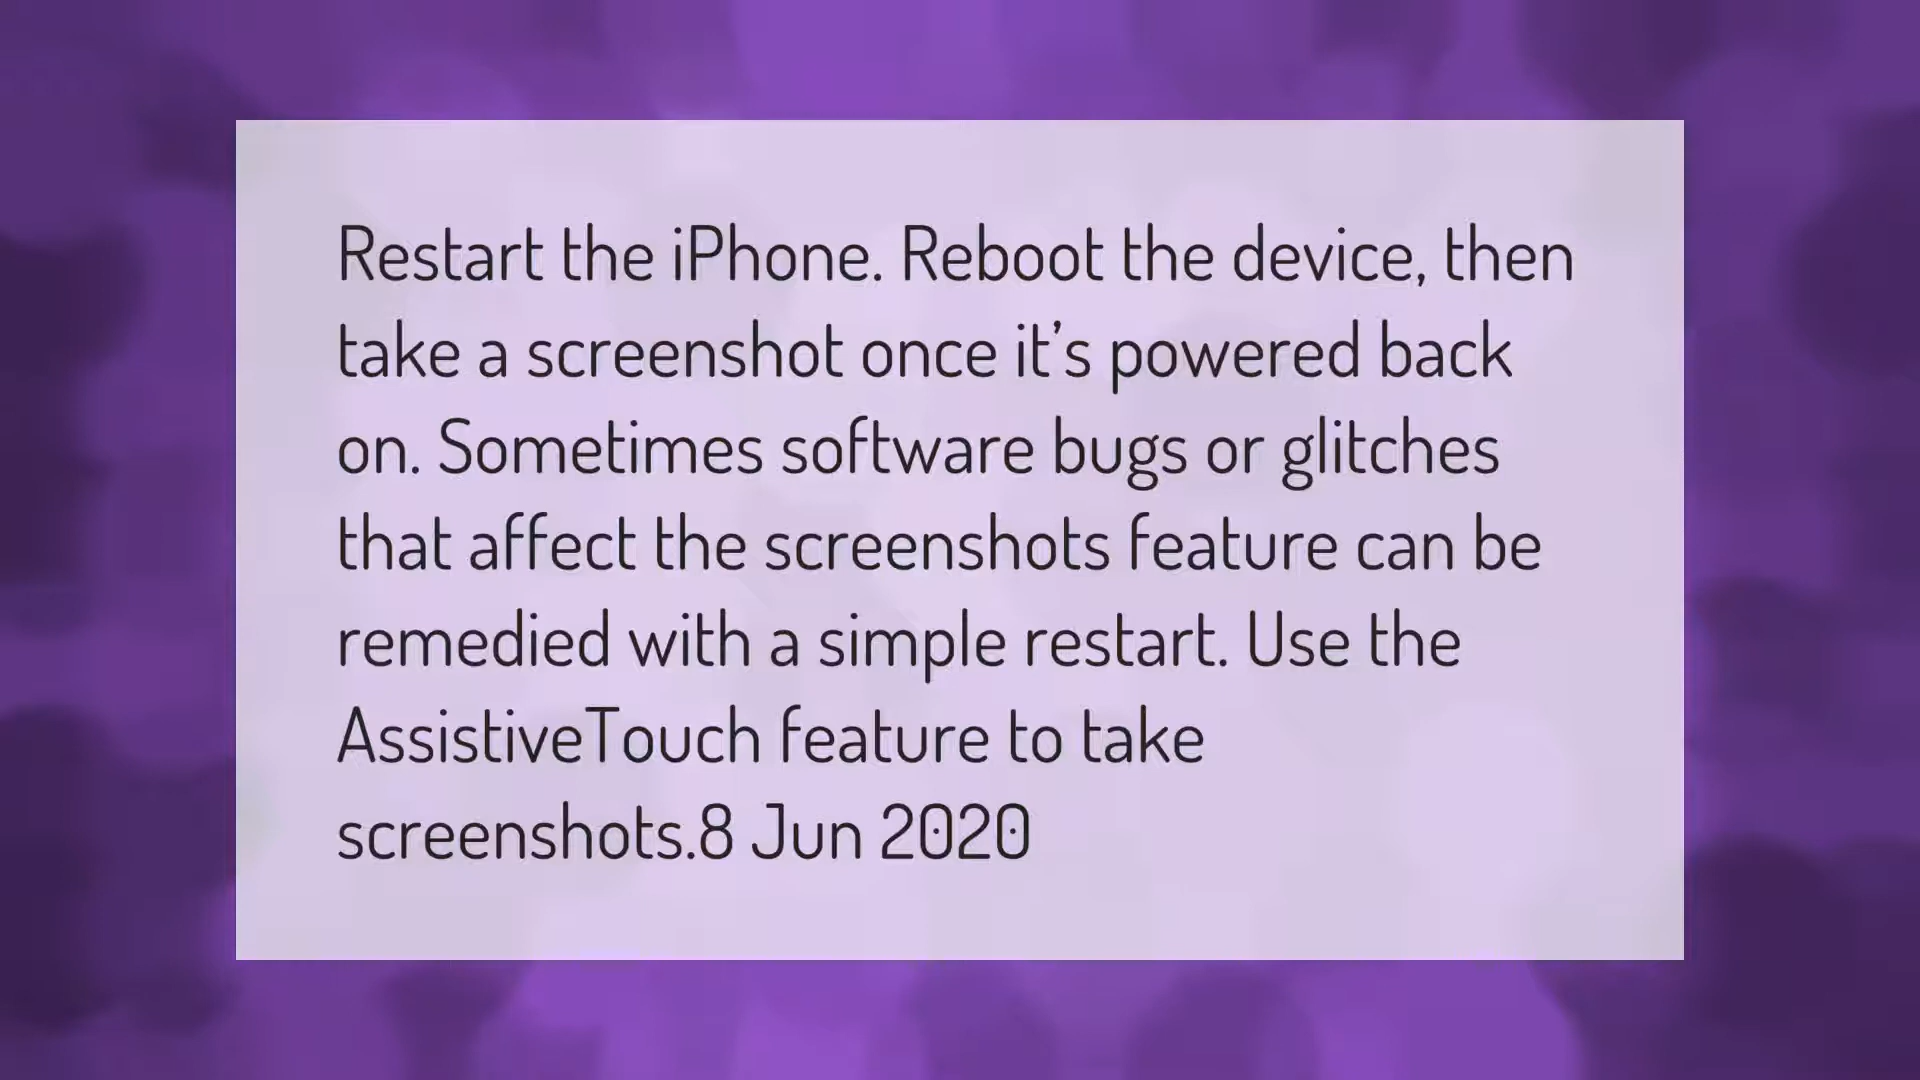 Restart the iPhone. Reboot the device, then
take a screenshot once it’s powered back
on. Sometimes software bugs or glitches
that affect the screenshots feature can be
remedied with a simple restart. Use the
AssistiveTouch feature to take
screenshots.8 Jun 2020